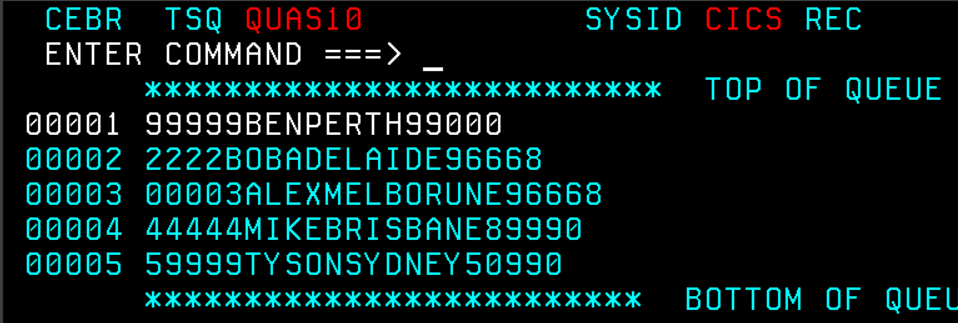 CEBR TSQ QUAS10 SYSID CICS REC
ENTER COMMAND ===> _
************************** TOP OF QUEUE
00001 99999BENPERTH99000
00002 2222BOBADELAIDE96668
00003 00003ALEXMELBORUNE96668
00004 44444MIKEBRISBANE89990
00005 59999TYSONSYDNEY50990
************************* BOTTOM OF QUEU